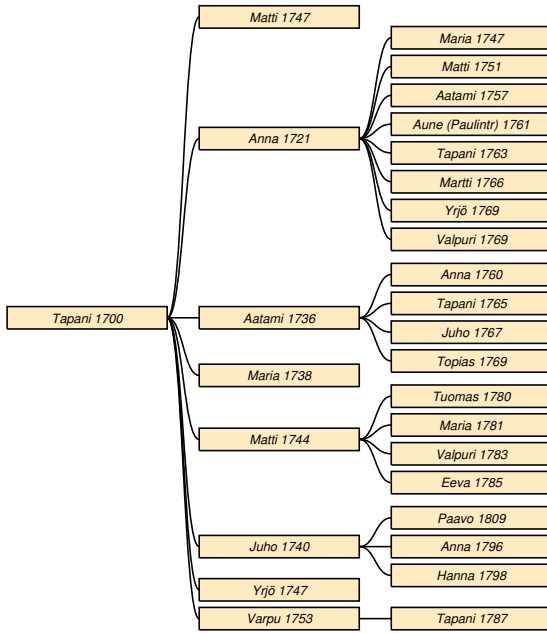 Tapani 1700
Matti 1747
Anna 1721
Maria 1747
Matti 1751
Aatami 1757
Aune (Paulintr) 1761
Tapani 1763
Martti 1766
Yrjö 1769
Valpuri 1769
Aatami 1736
Anna 1760
Tapani 1765
Juho 1767
Topias 1769
Maria 1738
Matti 1744
Tuomas 1780
Maria 1781
Valpuri 1783
Eeva 1785
Juho 1740
Paavo 1809
Anna 1796
Hanna 1798
Yrjö 1747
Varpu 1753
Tapani 1787